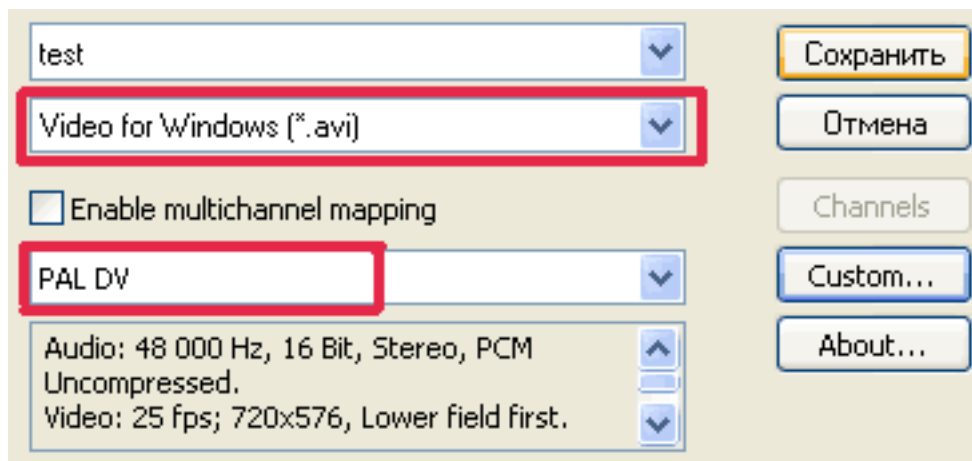 test
Сохранить
Video for Windows (*.avi)
Отмена
Enable multichannel mapping
Channels
PAL DV
Custom...
Audio: 48 000 Hz, 16 Bit, Stereo, PCM
Uncompressed.
Video: 25 fps; 720x576, Lower field first.
About...